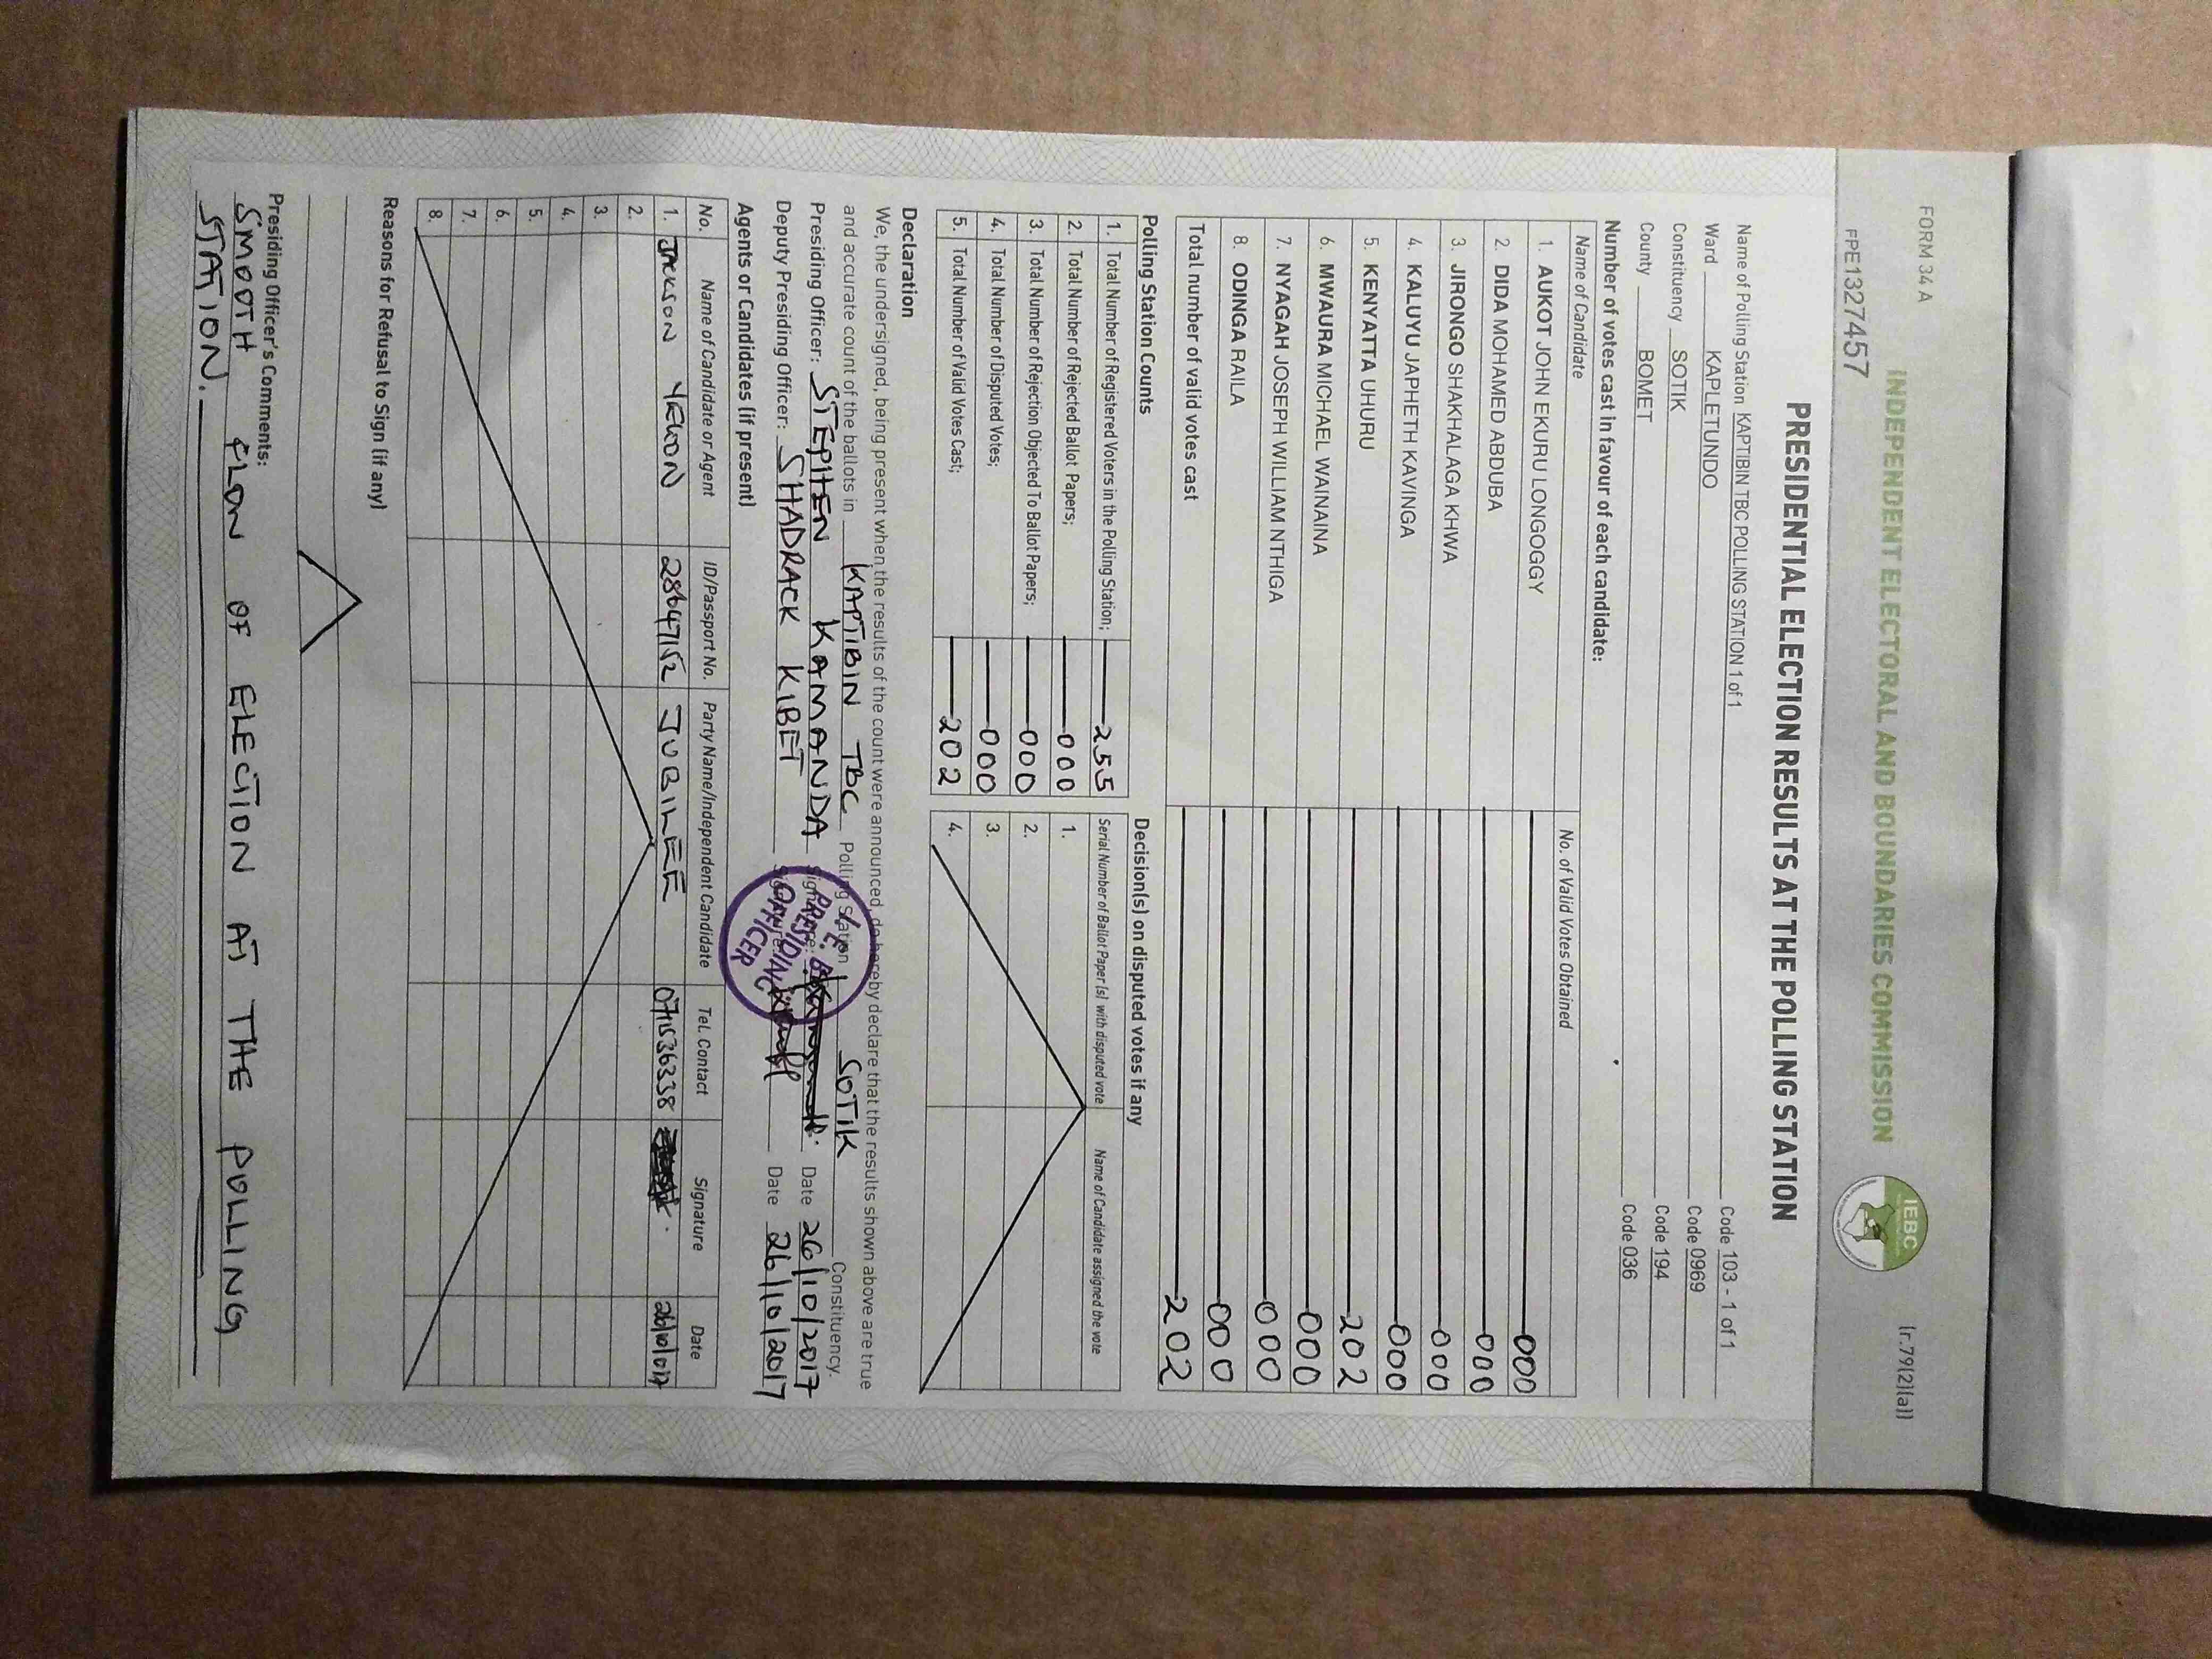 FORM 34 A
(r.79(2)(a))
INDEPENDENT ELECTORAL AND BOUNDARIES COMMISSION
IEBC
FPE1327457
PRESIDENTIAL ELECTION RESULTS AT THE POLLING STATION
Name of Polling Station KAPTIBIN TBC POLLING STATION 1 of 1 Code 103 - 1 of 1
Ward KAPLETUNDO Code 0969
Constituency SOTIK Code 194
County BOMET Code 036
Number of votes cast in favour of each candidate:
Name of Candidate No. of Valid Votes Obtained
1. AUKOT JOHN EKURU LONGOGGY 000
2. DIDA MOHAMED ABDUBA 000
3. JIRONGO SHAKHALAGA KHWA 000
4. KALUYU JAPHETH KAVINGA 000
5. KENYATTA UHURU 202
6. MWAURA MICHAEL WAINAINA 000
7. NYAGAH JOSEPH WILLIAM NTHIGA 000
8. ODINGA RAILA 000
Total number of valid votes cast 202
Polling Station Counts
1. Total Number of Registered Voters in the Polling Station; 255
2. Total Number of Rejected Ballot Papers; 000
3. Total Number of Rejection Objected To Ballot Papers; 000
4. Total Number of Disputed Votes; 000
5. Total Number of Valid Votes Cast; 202
Decision(s) on disputed votes if any
Serial Number of Ballot Paper (s) with disputed vote Name of Candidate assigned the vote
1.
2.
3.
4.
Declaration
We, the undersigned, being present when the results of the count were announced, do hereby declare that the results shown above are true
and accurate count of the ballots in KAPTIBIN TBC Polling Station SOTIK Constituency.
Presiding Officer: STEPHEN KAMANDA Signature: Date 26/10/2017
Deputy Presiding Officer: SHADRACK KIBET Signature: Date 26/10/2017
PRESIDING
OFFICER
Agents or Candidates (if present)
No. Name of Candidate or Agent ID/Passport No. Party Name/Independent Candidate Tel. Contact Signature Date
1. JACKSON YEGON 28647152 JUBILEE 071536338 26/10/017
2.
3.
4.
5.
6.
7.
8.
Reasons for Refusal to Sign (if any)
Presiding Officer's Comments:
SMOOTH FLOW OF ELECTION AT THE POLLING
STATION.